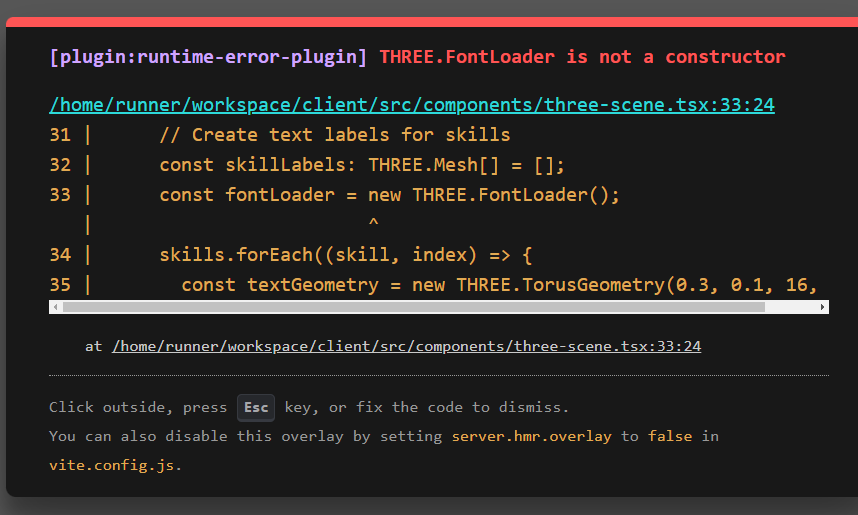 [plugin:runtime-error-plugin] THREE.FontLoader is not a constructor
/home/runner/workspace/client/src/components/three-scene.tsx:33:24
31 |      // Create text labels for skills
32 |      const skillLabels: THREE.Mesh[] = [];
33 |      const fontLoader = new THREE.FontLoader();
   |                         ^
34 |      skills.forEach((skill, index) => {
35 |        const textGeometry = new THREE.TorusGeometry(0.3, 0.1, 16,
at /home/runner/workspace/client/src/components/three-scene.tsx:33:24
Click outside, press Esc key, or fix the code to dismiss.
You can also disable this overlay by setting server.hmr.overlay to false in
vite.config.js.